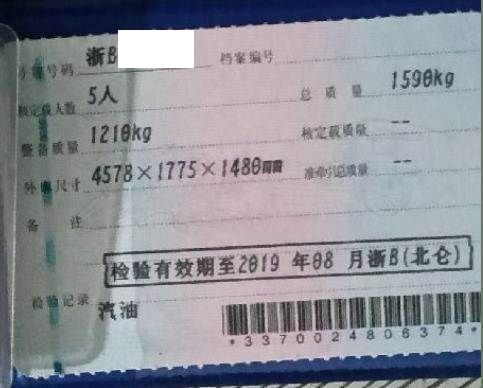 号牌号码 浙B 档案编号
核定载人数 5人 总质量 1590kg
整备质量 1210kg 核定载质量 --
外廓尺寸 4578×1775×1480 准牵引总质量 --
备注
检验有效期至2019年08月浙B(北仑)
检验记录
汽油
*3370024806374*